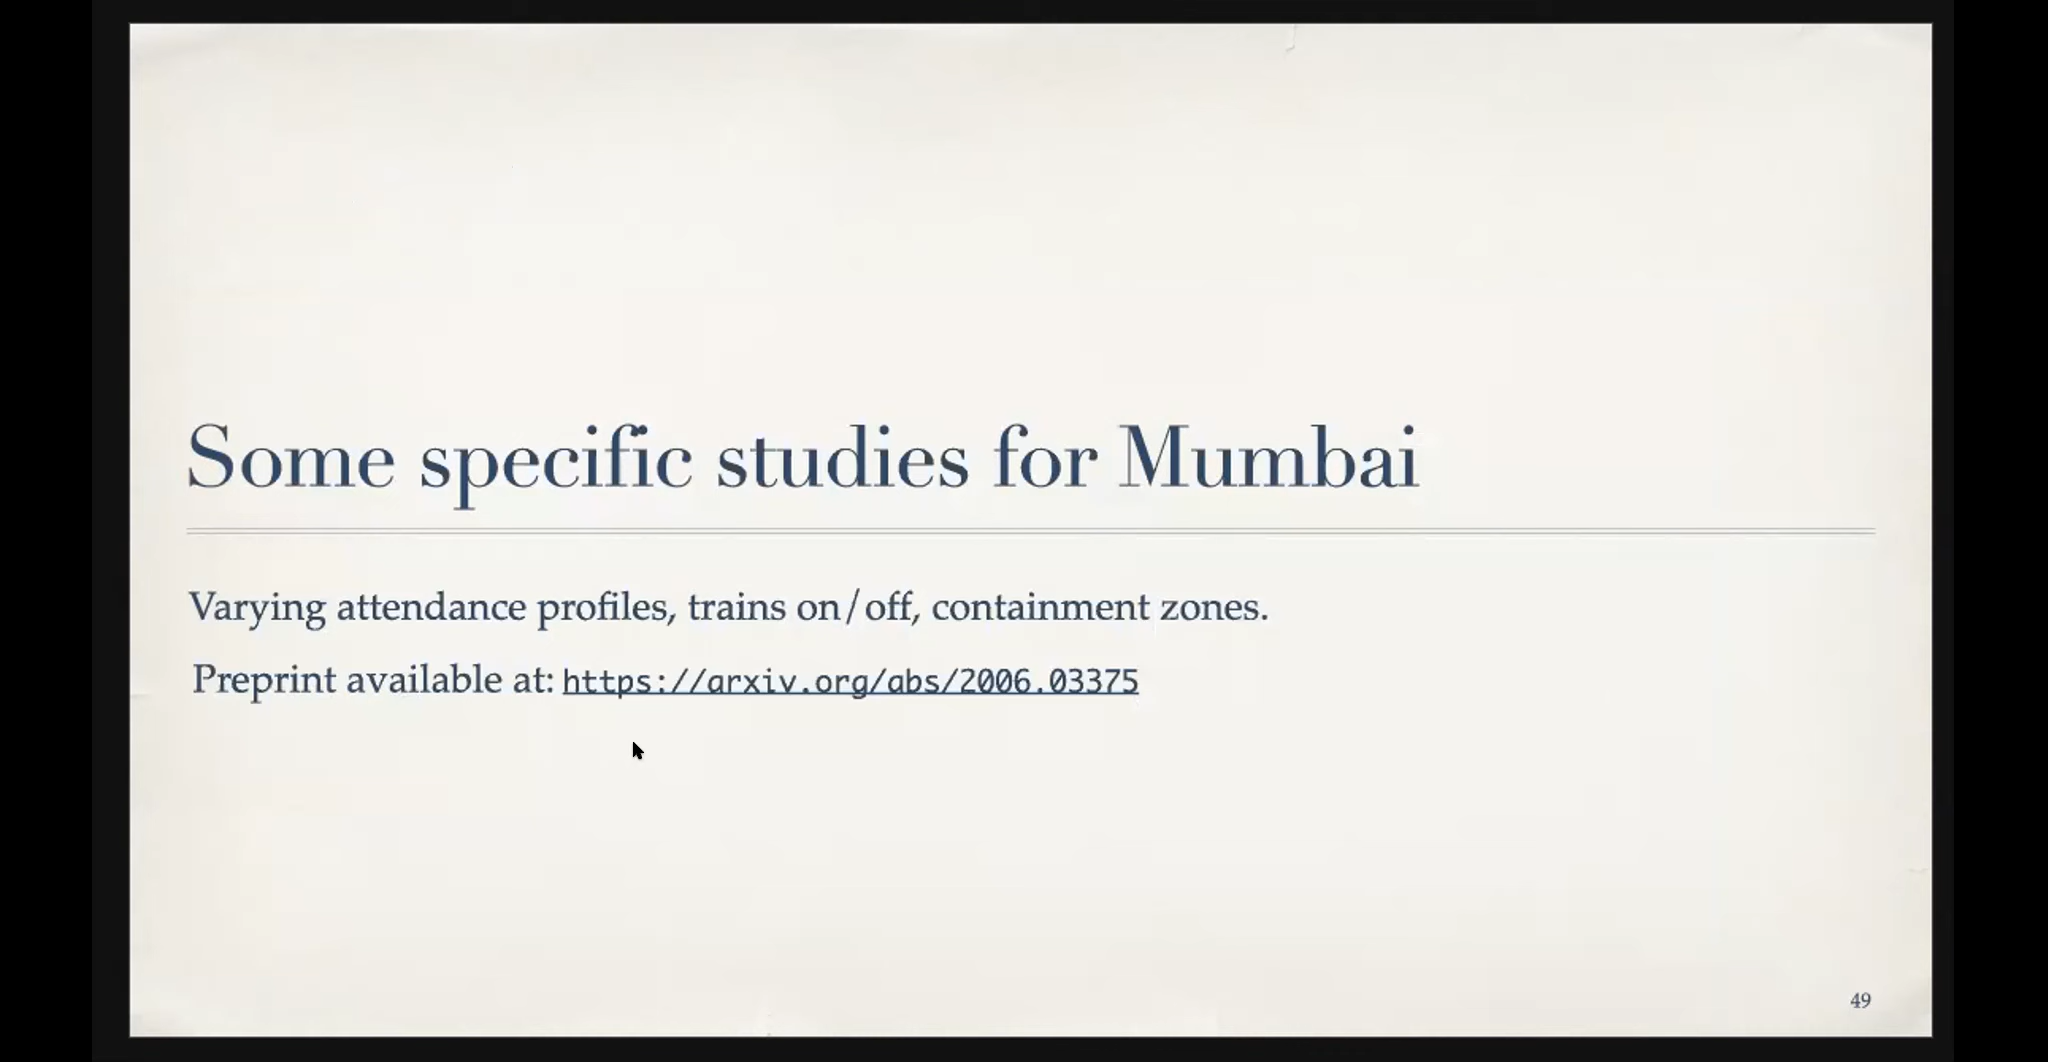 Some specific studies for Mumbai
Varying attendance profiles, trains on/off, containment zones.
Preprint available at: https://arxiv.org/abs/2006.03375
49